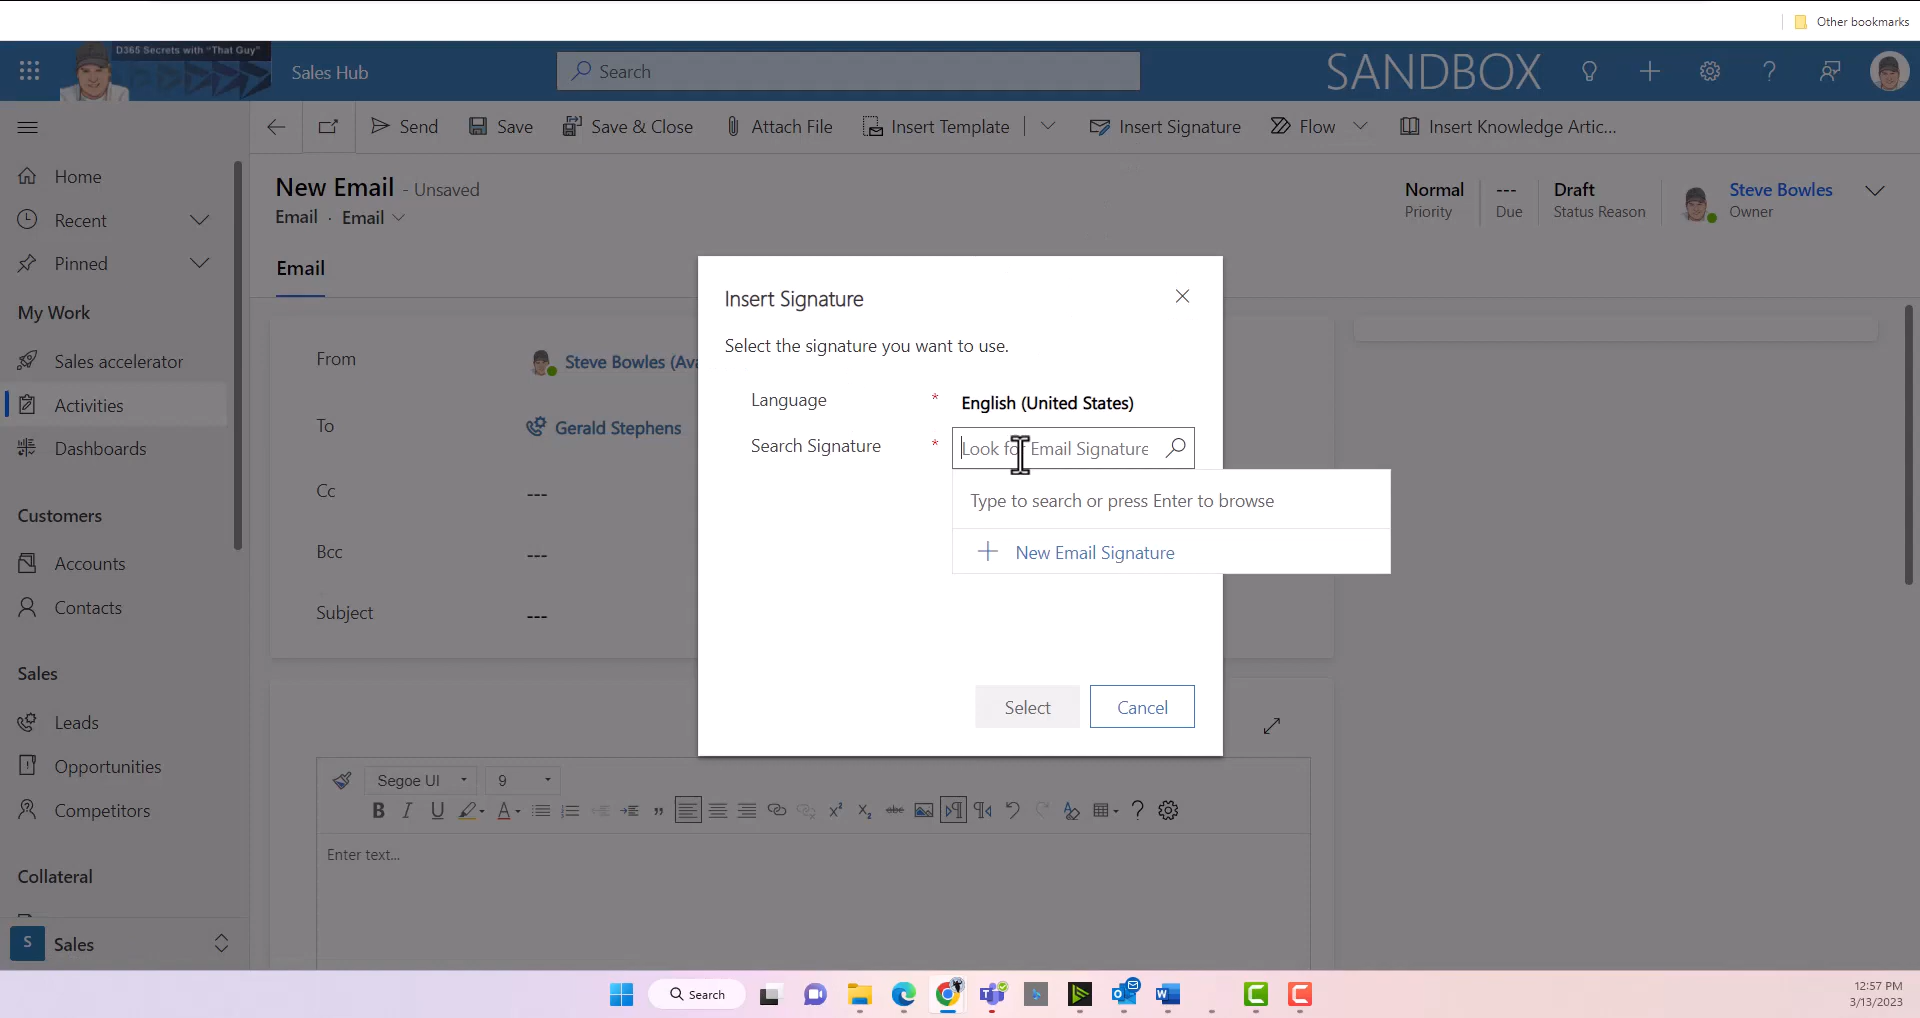 Other bookmarks
D365 Secrets with "That Guy"
Sales Hub
Search
SANDBOX
Send
Save
Save & Close
Attach File
Insert Template
Insert Signature
Flow
Insert Knowledge Artic...
Home
Recent
Pinned
My Work
Sales accelerator
Activities
Dashboards
Customers
Accounts
Contacts
Sales
Leads
Opportunities
Competitors
Collateral
S Sales
New Email - Unsaved
Email · Email
Normal
Priority
---
Due
Draft
Status Reason
Steve Bowles
Owner
Email
From
Steve Bowles (Ava
To
Gerald Stephens
Cc
---
Bcc
---
Subject
---
Insert Signature
Select the signature you want to use.
Language * English (United States)
Search Signature * Look for Email Signature
Type to search or press Enter to browse
New Email Signature
Select
Cancel
Segoe UI
9
Enter text...
Search
12:57 PM
3/13/2023